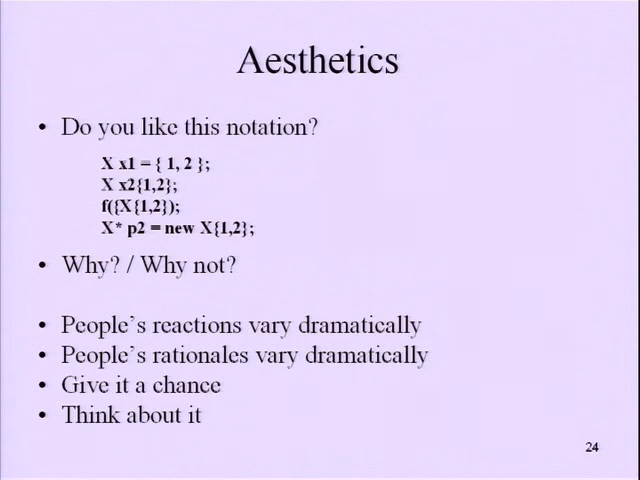 Aesthetics
• Do you like this notation?
X x1 = { 1, 2 };
X x2{1,2};
f({X{1,2});
X* p2 = new X{1,2};
• Why? / Why not?
• People's reactions vary dramatically
• People's rationales vary dramatically
• Give it a chance
• Think about it
24